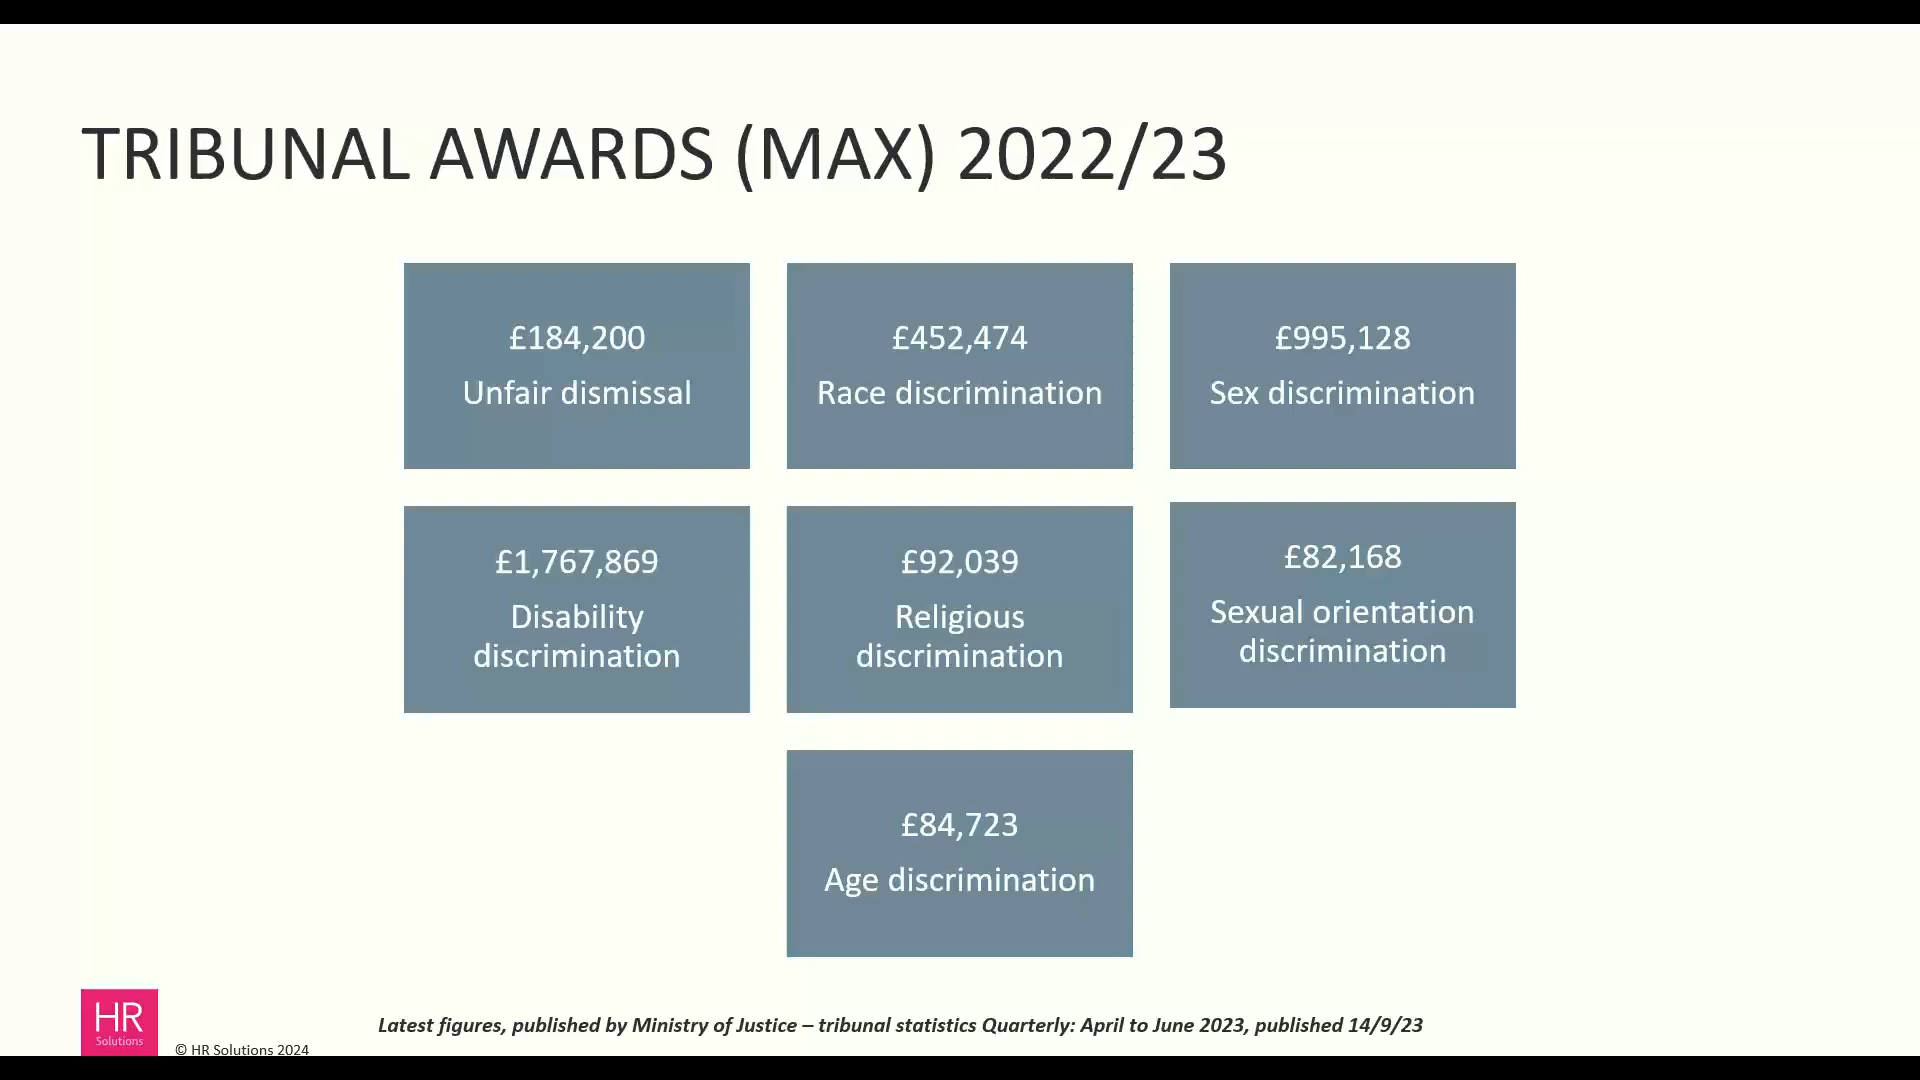 TRIBUNAL AWARDS (MAX) 2022/23
£184,200
Unfair dismissal
£452,474
Race discrimination
£995,128
Sex discrimination
£1,767,869
Disability
discrimination
£92,039
Religious
discrimination
£82,168
Sexual orientation
discrimination
£84,723
Age discrimination
HR
Solutions
© HR Solutions 2024
Latest figures, published by Ministry of Justice – tribunal statistics Quarterly: April to June 2023, published 14/9/23